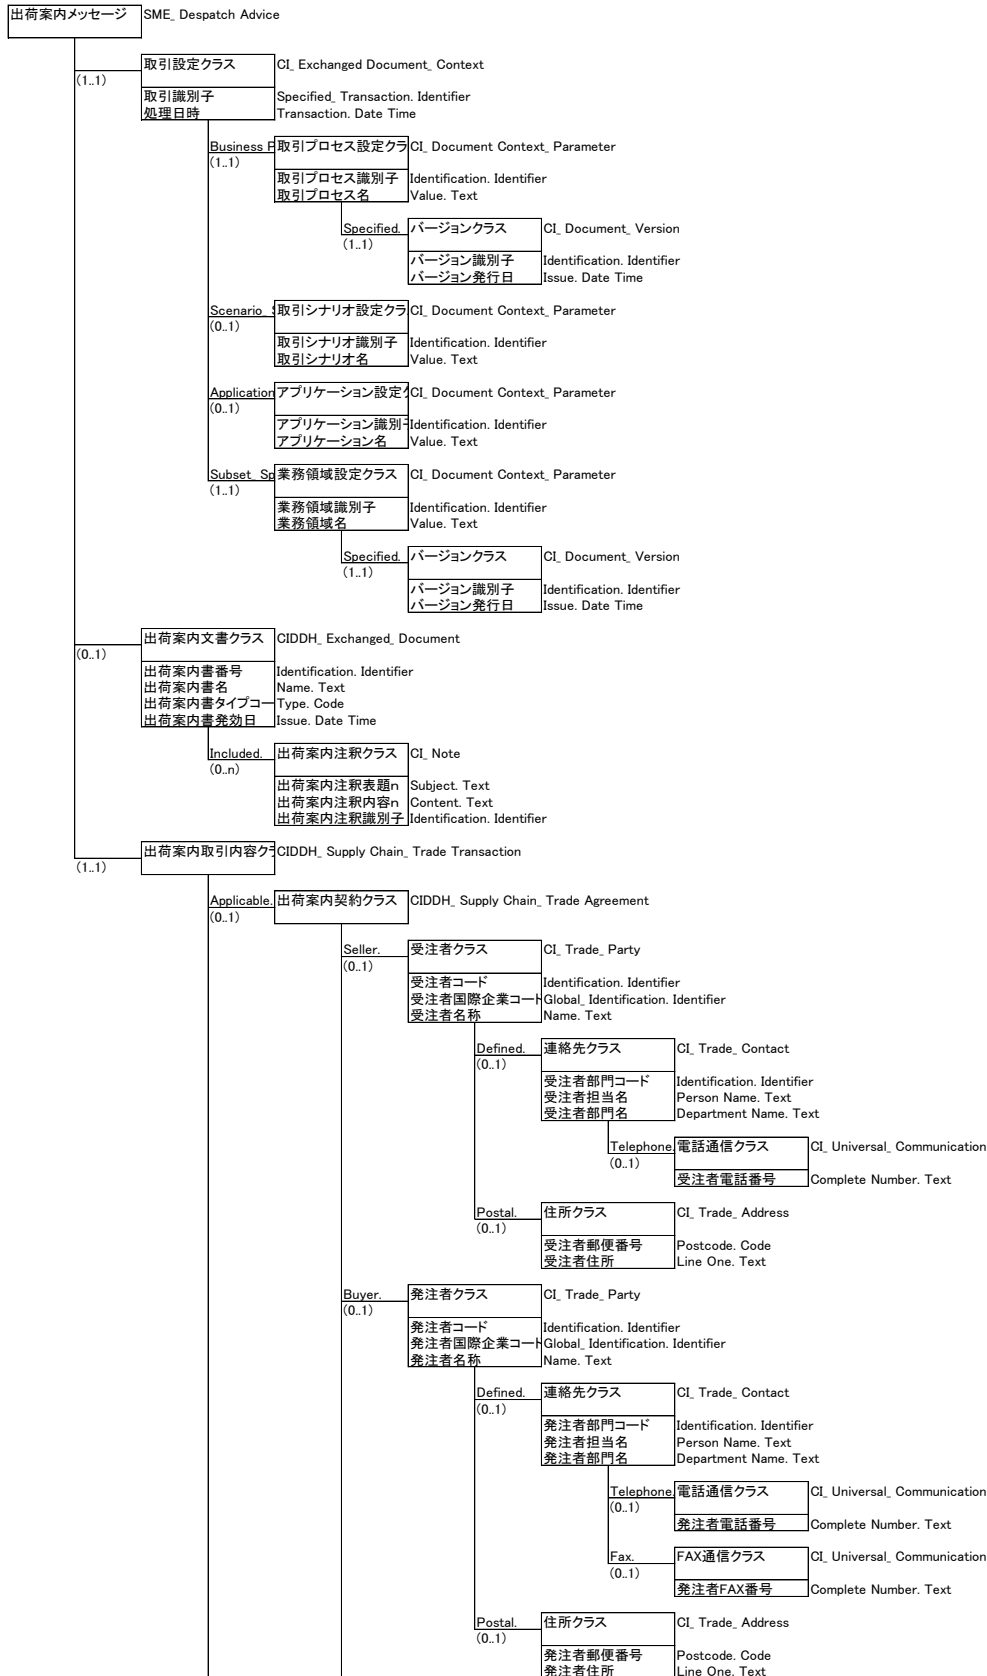 出荷案内メッセージ SME_ Despatch Advice
取引設定クラス CI_ Exchanged Document_ Context
(1..1)
取引識別子 Specified_ Transaction. Identifier
処理日時 Transaction. Date Time
Business P 取引プロセス設定クラ CI_ Document Context_ Parameter
(1..1)
取引プロセス識別子 Identification. Identifier
取引プロセス名 Value. Text
Specified. バージョンクラス CI_ Document_ Version
(1..1)
バージョン識別子 Identification. Identifier
バージョン発行日 Issue. Date Time
Scenario_ 取引シナリオ設定クラ CI_ Document Context_ Parameter
(0..1)
取引シナリオ識別子 Identification. Identifier
取引シナリオ名 Value. Text
Application アプリケーション設定 CI_ Document Context_ Parameter
(0..1)
アプリケーション識別 Identification. Identifier
アプリケーション名 Value. Text
Subset_ Sp 業務領域設定クラス CI_ Document Context_ Parameter
(1..1)
業務領域識別子 Identification. Identifier
業務領域名 Value. Text
Specified. バージョンクラス CI_ Document_ Version
(1..1)
バージョン識別子 Identification. Identifier
バージョン発行日 Issue. Date Time
出荷案内文書クラス CIDDH_ Exchanged_ Document
(0..1)
出荷案内書番号 Identification. Identifier
出荷案内書名 Name. Text
出荷案内書タイプコー Type. Code
出荷案内書発効日 Issue. Date Time
Included. 出荷案内注釈クラス CI_ Note
(0..n)
出荷案内注釈表題n Subject. Text
出荷案内注釈内容n Content. Text
出荷案内注釈識別子 Identification. Identifier
出荷案内取引内容ク CIDDH_ Supply Chain_ Trade Transaction
(1..1)
Applicable. 出荷案内契約クラス CIDDH_ Supply Chain_ Trade Agreement
(0..1)
Seller. 受注者クラス CI_ Trade_ Party
(0..1)
受注者コード Identification. Identifier
受注者国際企業コード Global_ Identification. Identifier
受注者名称 Name. Text
Defined. 連絡先クラス CI_ Trade_ Contact
(0..1)
受注者部門コード Identification. Identifier
受注者担当名 Person Name. Text
受注者部門名 Department Name. Text
Telephone. 電話通信クラス CI_ Universal_ Communication
(0..1)
受注者電話番号 Complete Number. Text
Postal. 住所クラス CI_ Trade_ Address
(0..1)
受注者郵便番号 Postcode. Code
受注者住所 Line One. Text
Buyer. 発注者クラス CI_ Trade_ Party
(0..1)
発注者コード Identification. Identifier
発注者国際企業コード Global_ Identification. Identifier
発注者名称 Name. Text
Defined. 連絡先クラス CI_ Trade_ Contact
(0..1)
発注者部門コード Identification. Identifier
発注者担当名 Person Name. Text
発注者部門名 Department Name. Text
Telephone. 電話通信クラス CI_ Universal_ Communication
(0..1)
発注者電話番号 Complete Number. Text
Fax. FAX通信クラス CI_ Universal_ Communication
(0..1)
発注者FAX番号 Complete Number. Text
Postal. 住所クラス CI_ Trade_ Address
(0..1)
発注者郵便番号 Postcode. Code
発注者住所 Line One. Text